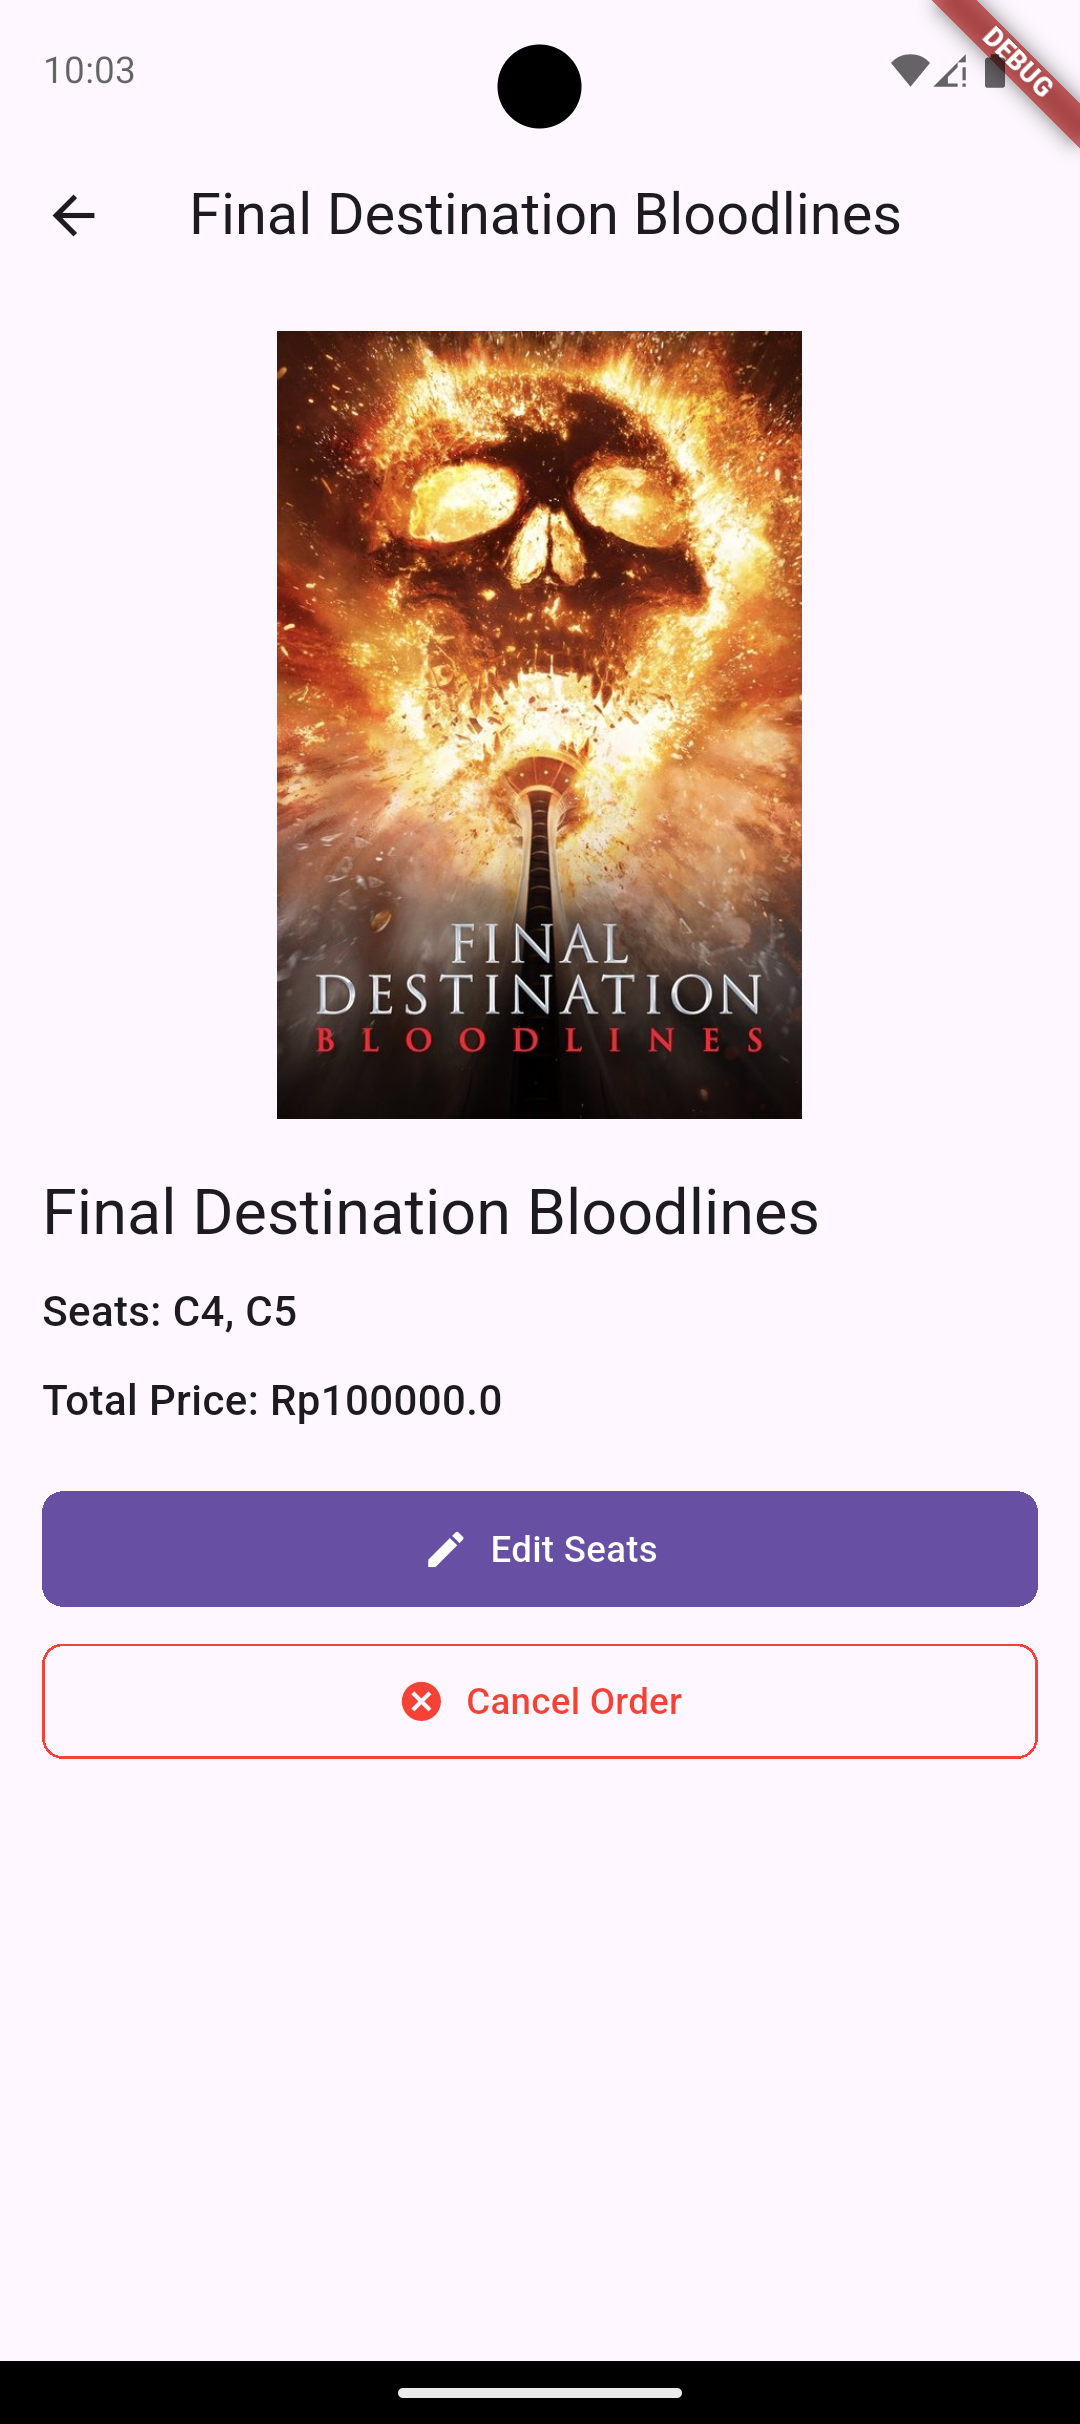 10:03
DEBUG
Final Destination Bloodlines
FINAL
DESTINATION
BLOODLINES
Final Destination Bloodlines
Seats: C4, C5
Total Price: Rp100000.0
Edit Seats
Cancel Order